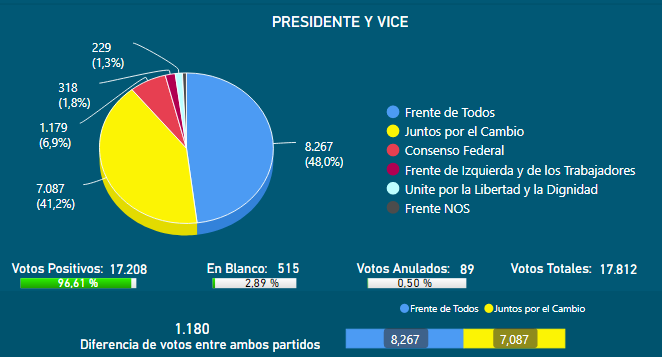 PRESIDENTE Y VICE
229
(1,3%)
318
(1,8%)
1.179
(6,9%)
7.087
(41,2%)
8.267
(48,0%)
Frente de Todos
Juntos por el Cambio
Consenso Federal
Frente de Izquierda y de los Trabajadores
Unite por la Libertad y la Dignidad
Frente NOS
Votos Positivos: 17.208
96,61 %
En Blanco: 515
2,89 %
Votos Anulados: 89
0,50 %
Votos Totales: 17.812
Frente de Todos Juntos por el Cambio
1.180
Diferencia de votos entre ambos partidos
8,267 7,087